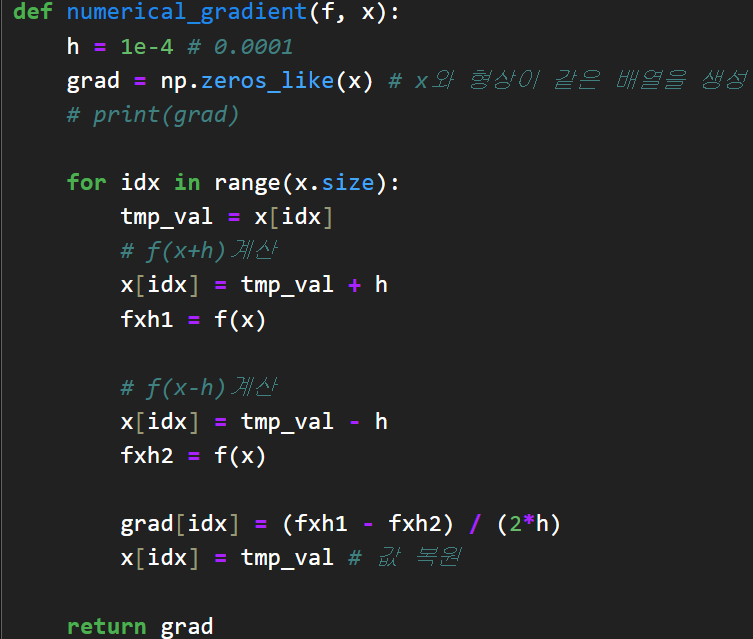 def numerical_gradient(f, x):
    h = 1e-4 # 0.0001
    grad = np.zeros_like(x) # x와 형상이 같은 배열을 생성
    # print(grad)

    for idx in range(x.size):
        tmp_val = x[idx]
        # f(x+h)계산
        x[idx] = tmp_val + h
        fxh1 = f(x)

        # f(x-h)계산
        x[idx] = tmp_val - h
        fxh2 = f(x)

        grad[idx] = (fxh1 - fxh2) / (2*h)
        x[idx] = tmp_val # 값 복원

    return grad